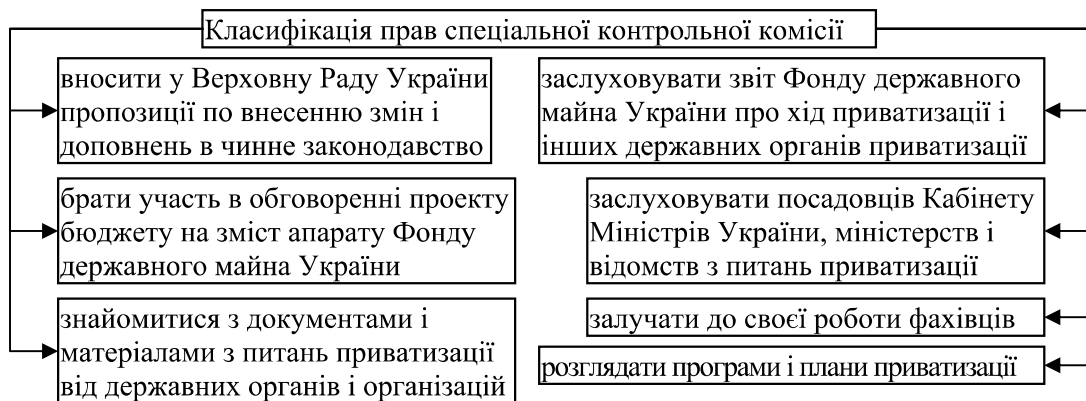 Класифікація прав спеціальної контрольної комісії
вносити у Верховну Раду України
пропозиції по внесенню змін і
доповнень в чинне законодавство
брати участь в обговоренні проекту
бюджету на зміст апарату Фонду
державного майна України
знайомитися з документами і
матеріалами з питань приватизації
від державних органів і організацій
заслуховувати звіт Фонду державного
майна України про хід приватизації і
інших державних органів приватизації
заслуховувати посадовців Кабінету
Міністрів України, міністерств і
відомств з питань приватизації
залучати до своєї роботи фахівців
розглядати програми і плани приватизації